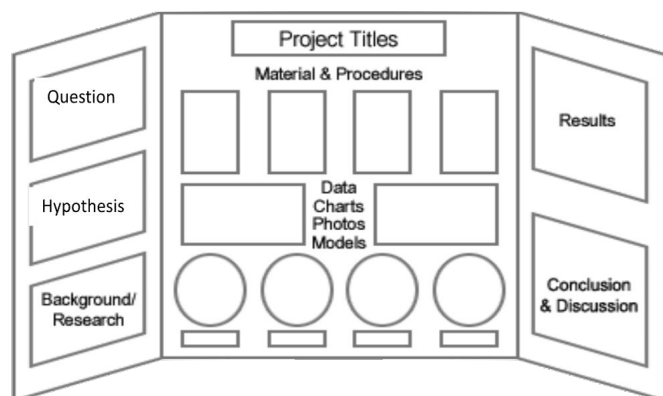 Project Titles
Material & Procedures
Question
Hypothesis
Background/
Research
Data
Charts
Photos
Models
Results
Conclusion
& Discussion